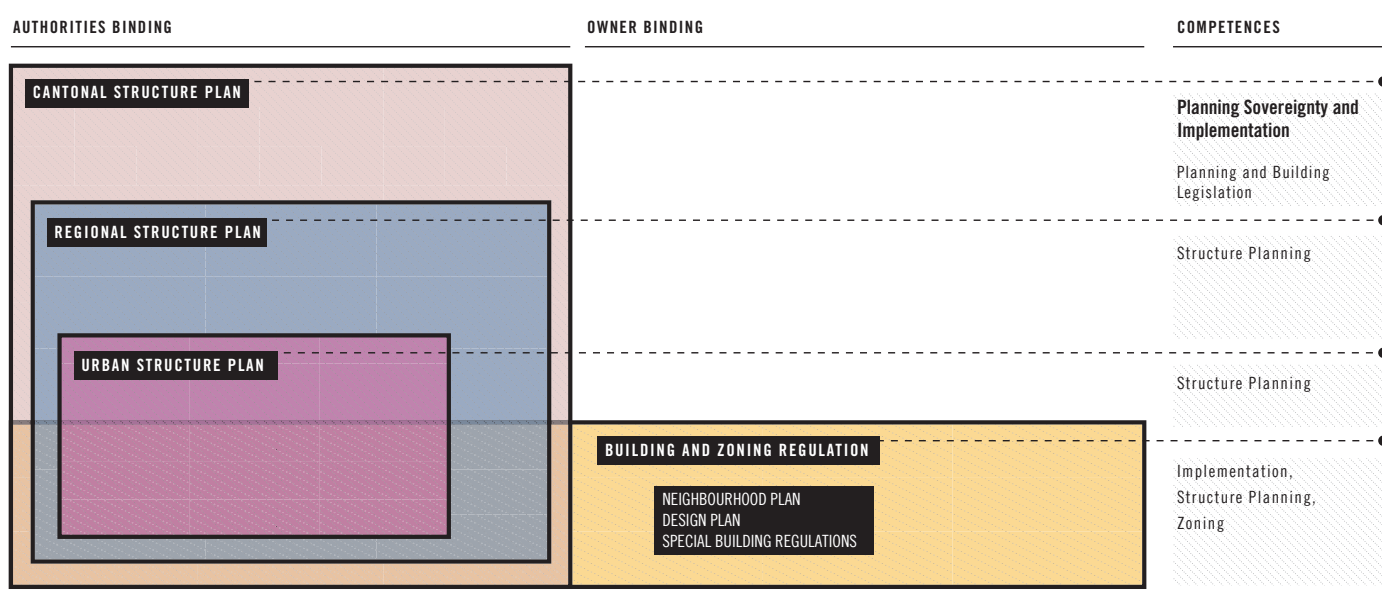 AUTHORITIES BINDING
OWNER BINDING
COMPETENCES
CANTONAL STRUCTURE PLAN
Planning Sovereignty and
Implementation
Planning and Building
Legislation
REGIONAL STRUCTURE PLAN
Structure Planning
URBAN STRUCTURE PLAN
Structure Planning
BUILDING AND ZONING REGULATION
NEIGHBOURHOOD PLAN
DESIGN PLAN
SPECIAL BUILDING REGULATIONS
Implementation,
Structure Planning,
Zoning